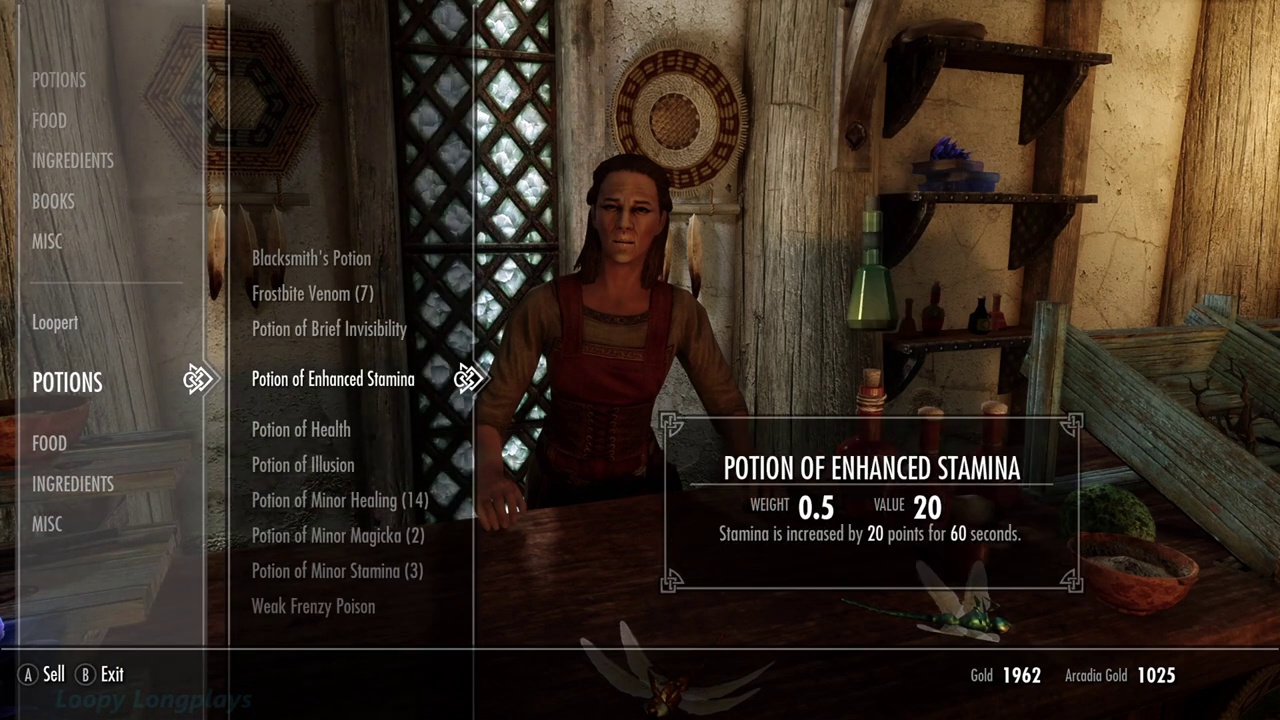 POTIONS
FOOD
INGREDIENTS
BOOKS
MISC
Loopert
POTIONS
FOOD
INGREDIENTS
MISC
Blacksmith's Potion
Frostbite Venom (7)
Potion of Brief Invisibility
Potion of Enhanced Stamina
Potion of Health
Potion of Illusion
Potion of Minor Healing (14)
Potion of Minor Magicka (2)
Potion of Minor Stamina (3)
Weak Frenzy Poison
POTION OF ENHANCED STAMINA
WEIGHT 0.5 VALUE 20
Stamina is increased by 20 points for 60 seconds.
A Sell B Exit
Gold 1962 Arcadia Gold 1025
Loopy Longplays